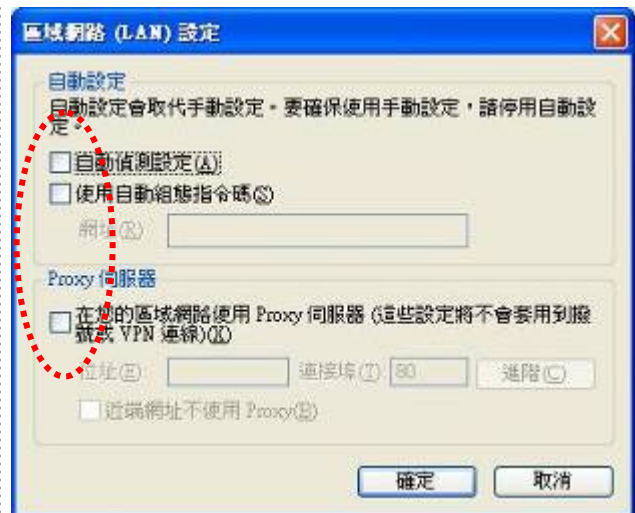 區域網路 (LAN) 設定
自動設定
自動設定會取代手動設定。要確保使用手動設定，請停用自動設
定。
自動偵測設定(A)
使用自動組態指令碼(S)
網址(R)
Proxy 伺服器
在您的區域網路使用 Proxy 伺服器 (這些設定將不會套用到撥
號或 VPN 連線)(X)
位址(E) 連接埠(T) 80 進階(C)
近端網址不使用 Proxy(B)
確定 取消